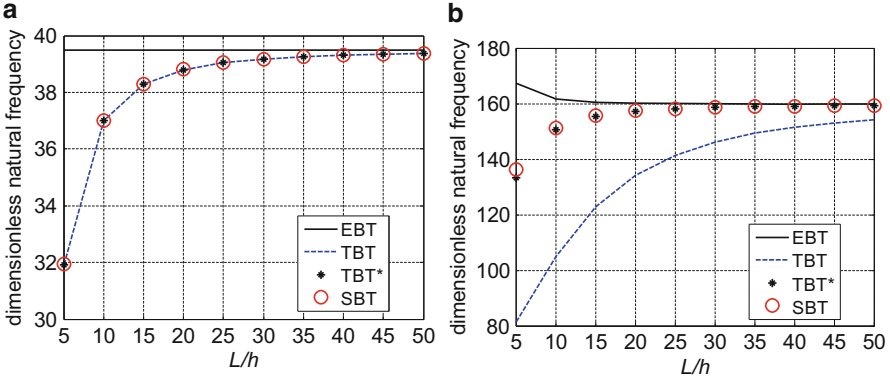 a
dimensionless natural frequency
40
38
36
34
32
30
5 10 15 20 25 30 35 40 45 50
L/h
EBT
TBT
TBT*
SBT
b
dimensionless natural frequency
180
160
140
120
100
80
5 10 15 20 25 30 35 40 45 50
L/h
EBT
TBT
TBT*
SBT